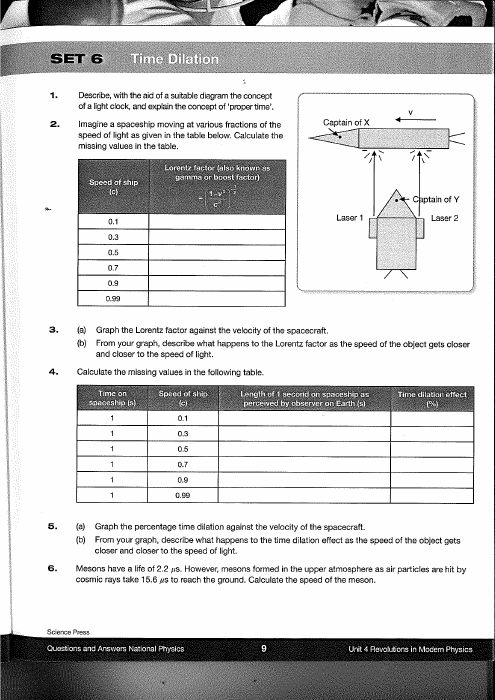 SET 6 Time Dilation
1. Describe, with the aid of a suitable diagram the concept
of a light clock, and explain the concept of 'proper time'.
2. Imagine a spaceship moving at various fractions of the
speed of light as given in the table below. Calculate the
missing values in the table.
Speed of ship
(c)
Lorentz factor (also known as
gamma or boost factor)
0.1
0.3
0.5
0.7
0.9
0.99
v
Captain of X
Captain of Y
Laser 1
Laser 2
3. (a) Graph the Lorentz factor against the velocity of the spacecraft.
(b) From your graph, describe what happens to the Lorentz factor as the speed of the object gets closer
and closer to the speed of light.
4. Calculate the missing values in the following table.
Time on
spaceship (s)
Speed of ship
(c)
Length of 1 second on spaceship as
perceived by observer on Earth (s)
Time dilation effect
(%)
1 0.1
1 0.3
1 0.5
1 0.7
1 0.9
1 0.99
5. (a) Graph the percentage time dilation against the velocity of the spacecraft.
(b) From your graph, describe what happens to the time dilation effect as the speed of the object gets
closer and closer to the speed of light.
6. Mesons have a life of 2.2 μs. However, mesons formed in the upper atmosphere as air particles are hit by
cosmic rays take 15.6 μs to reach the ground. Calculate the speed of the meson.
Science Press
Questions and Answers National Physics 9 Unit 4 Revolutions in Modern Physics